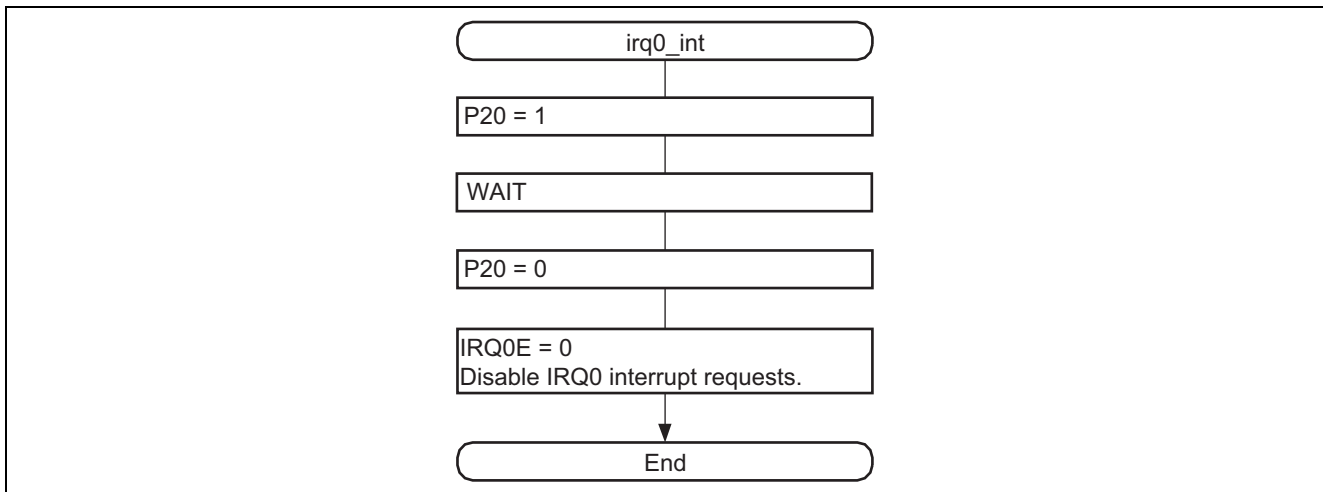 irq0_int
P20 = 1
WAIT
P20 = 0
IRQ0E = 0
Disable IRQ0 interrupt requests.
End